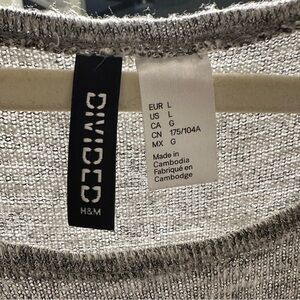 DIVIDED
H&M
EUR L
US L
CA G
CN 175/104A
MX G
Made in
Cambodia
Fabriqué en
Cambodge